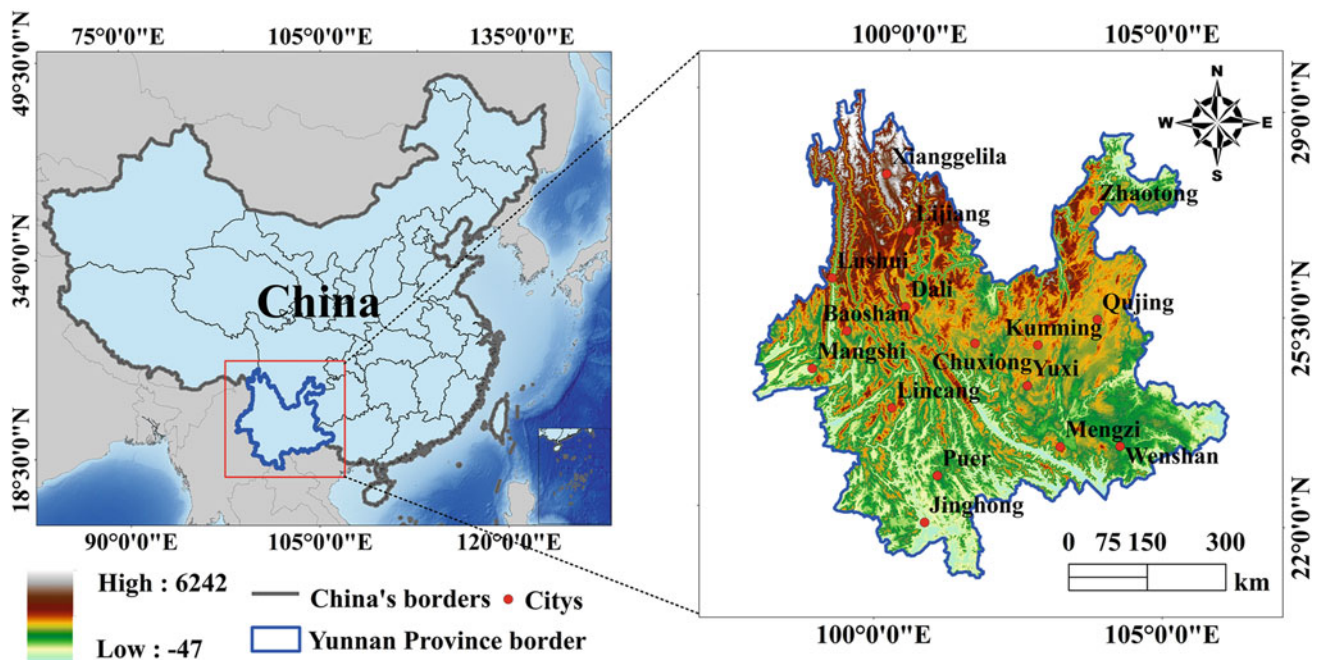 75°0'0"E 105°0'0"E 135°0'0"E
49°30'0"N
34°0'0"N
18°30'0"N
China
90°0'0"E 105°0'0"E 120°0'0"E
High : 6242
Low : -47
China's borders
Citys
Yunnan Province border
100°0'0"E 105°0'0"E
29°0'0"N
25°30'0"N
22°0'0"N
N
W E
S
Xianggelila
Zhaotong
Lijiang
Lushui
Dali
Qujing
Baoshan
Kunming
Mangshi
Chuxiong
Yuxi
Lincang
Mengzi
Wenshan
Puer
Jinghong
0 75 150 300
km
100°0'0"E 105°0'0"E